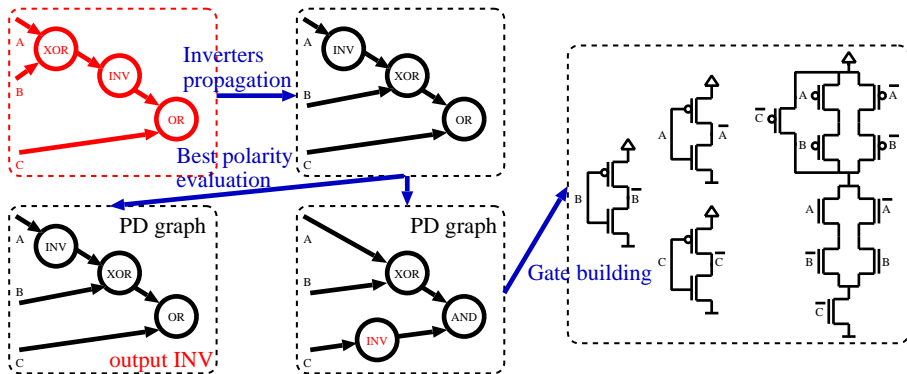 A
XOR
B
INV
OR
C
Inverters
propagation
A
INV
B
XOR
OR
C
Best polarity
evaluation
PD graph
A
INV
B
XOR
OR
C
output INV
PD graph
A
XOR
B
AND
INV
C
Gate building
B
B
A
A
C
C
C
A
A
B
B
A
A
B
B
C